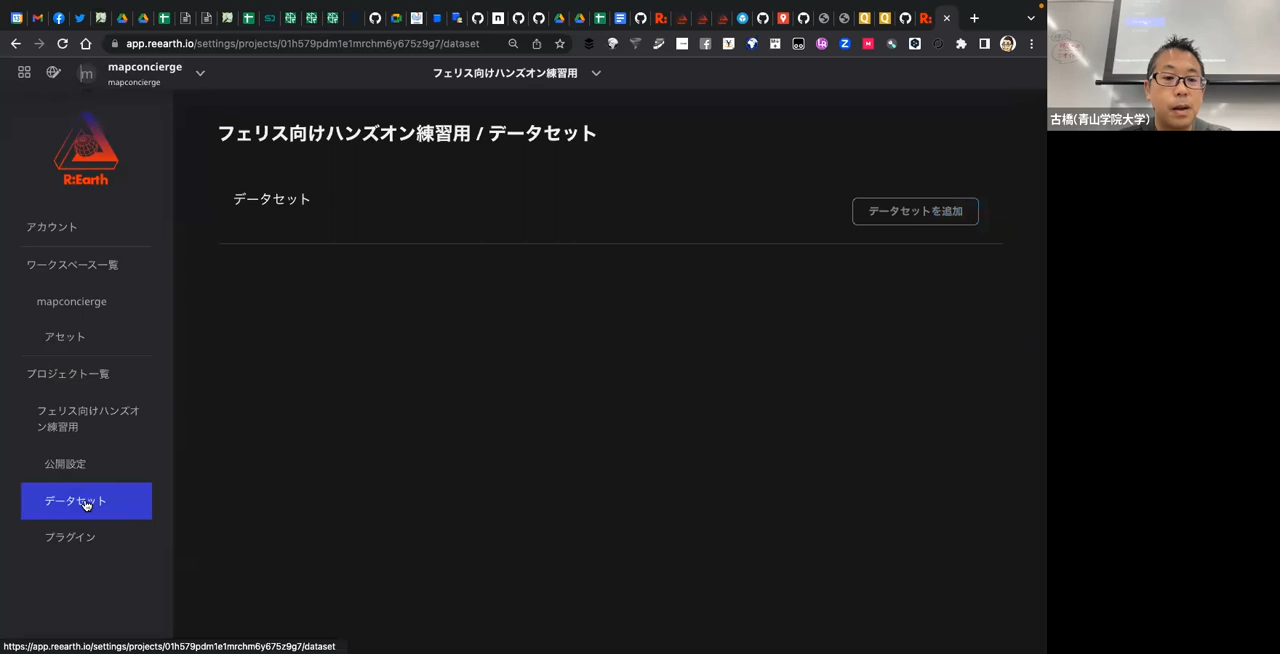 app.reearth.io/settings/projects/01h579pdm1e1mrchm6y675z9g7/dataset
m
mapconcierge
mapconcierge
フェリス向けハンズオン練習用
古橋(青山学院大学)
R:Earth
フェリス向けハンズオン練習用 / データセット
データセット
データセットを追加
アカウント
ワークスペース一覧
mapconcierge
アセット
プロジェクト一覧
フェリス向けハンズオ
ン練習用
公開設定
データセット
プラグイン
https://app.reearth.io/settings/projects/01h579pdm1e1mrchm6y675z9g7/dataset